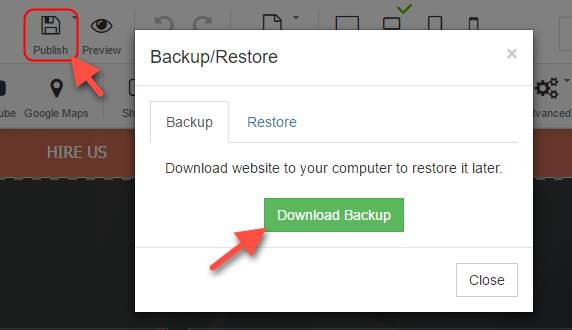 Publish
Preview
Backup/Restore
×
ube
Google Maps
Sh
dvanced
Backup
Restore
HIRE US
Download website to your computer to restore it later.
Download Backup
Close